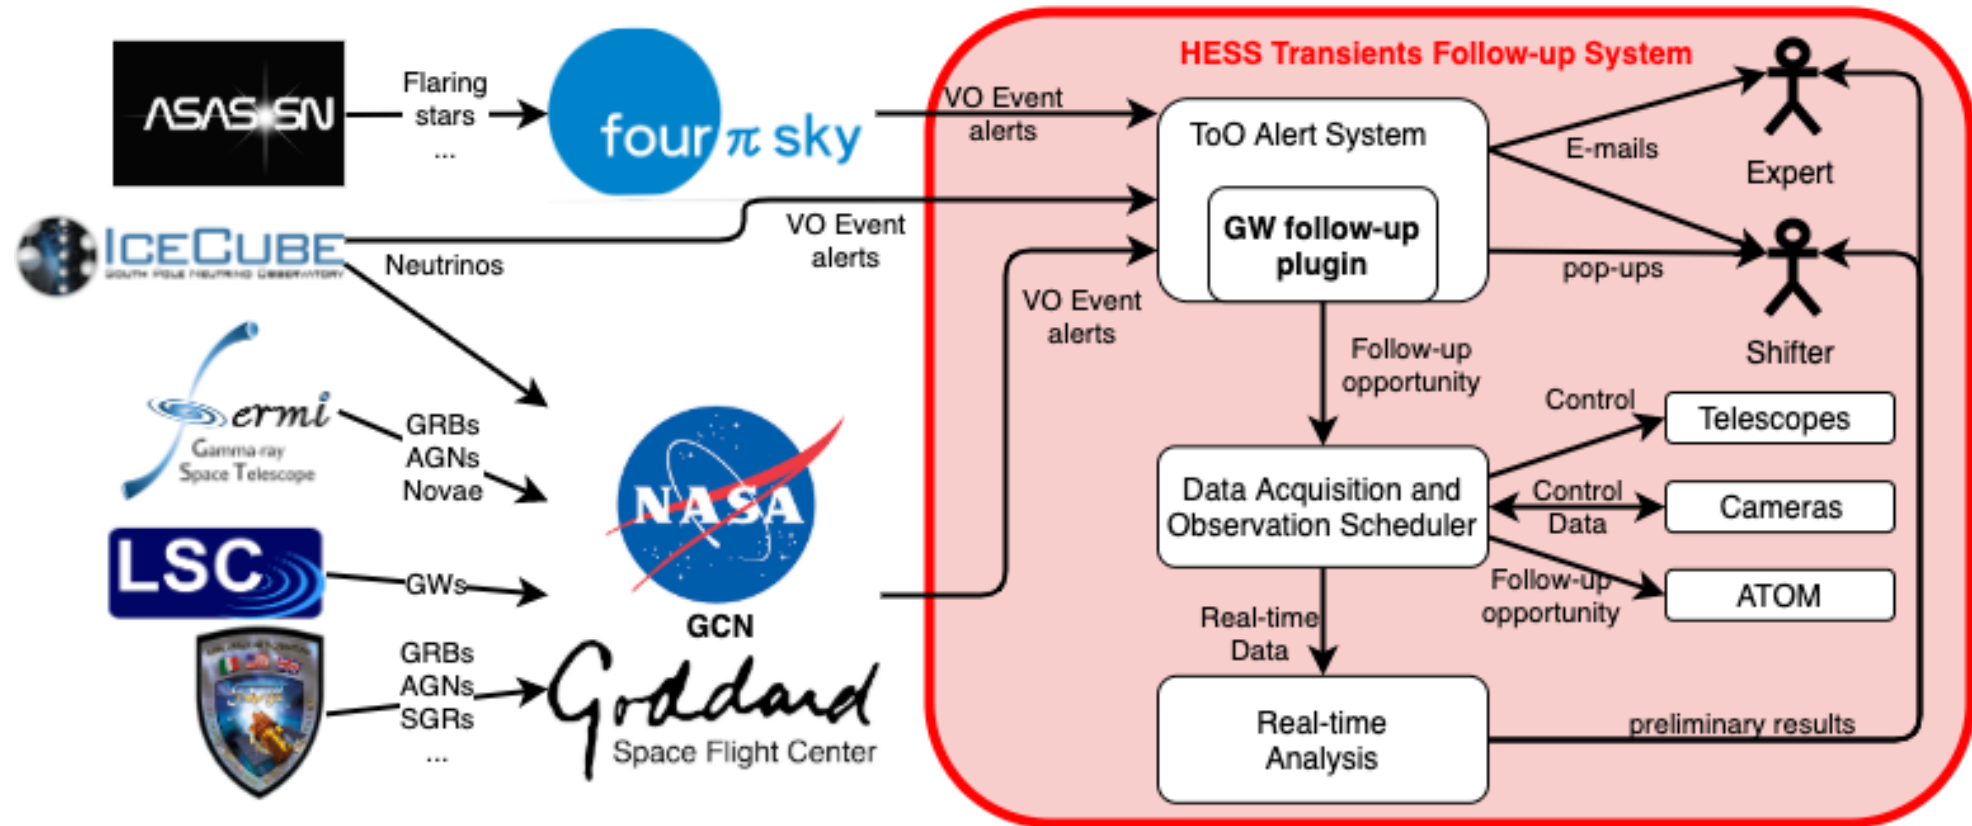 HESS Transients Follow-up System
ASAS-SN
Flaring
stars
...
four π sky
VO Event
alerts
ICECUBE
SOUTH POLE NEUTRINO OBSERVATORY
Neutrinos
VO Event
alerts
ermi
Gamma-ray
Space Telescope
GRBs
AGNs
Novae
LSC
GWs
GRBs
AGNs
SGRs
...
NASA
GCN
Goddard
Space Flight Center
VO Event
alerts
ToO Alert System
GW follow-up
plugin
E-mails
Expert
pop-ups
Shifter
Follow-up
opportunity
Data Acquisition and
Observation Scheduler
Control
Telescopes
Control
Data
Cameras
Follow-up
opportunity
ATOM
Real-time
Data
Real-time
Analysis
preliminary results